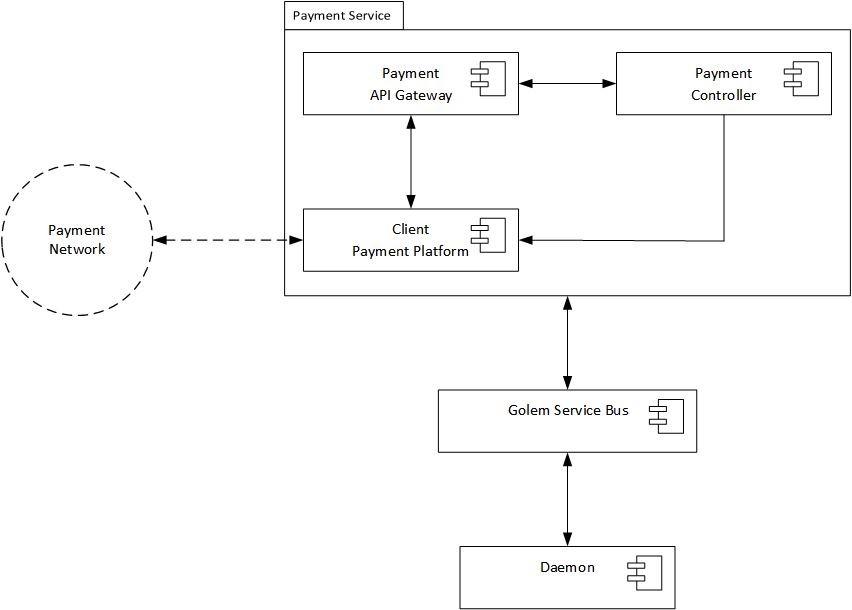 Payment Service
Payment
API Gateway
Payment
Controller
Client
Payment Platform
Payment
Network
Golem Service Bus
Daemon